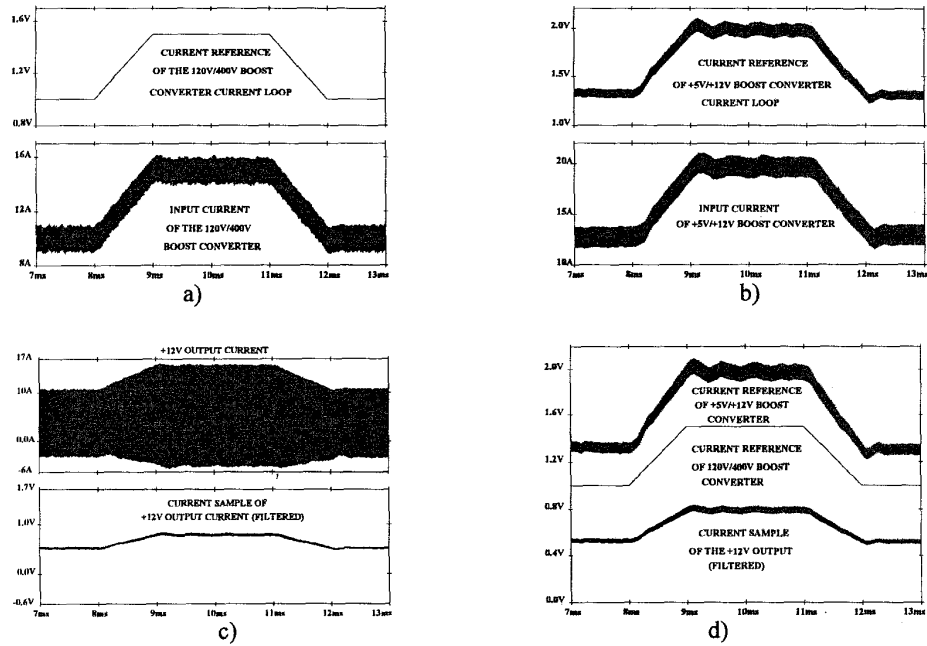 1.6V
CURRENT REFERENCE
OF THE 120V/400V BOOST
CONVERTER CURRENT LOOP
1.2V
0.8V
16A
12A
INPUT CURRENT
OF THE 120V/400V
BOOST CONVERTER
8A
7ms 8ms 9ms 10ms 11ms 12ms 13ms
a)
2.0V
CURRENT REFERENCE
OF +5V/+12V BOOST CONVERTER
CURRENT LOOP
1.5V
1.0V
20A
15A
INPUT CURRENT
OF +5V/+12V BOOST CONVERTER
10A
7ms 8ms 9ms 10ms 11ms 12ms 13ms
b)
+12V OUTPUT CURRENT
17A
10A
0.0A
-6A
1.7V
CURRENT SAMPLE OF
+12V OUTPUT CURRENT (FILTERED)
1.0V
0.0V
-0.6V
7ms 8ms 9ms 10ms 11ms 12ms 13ms
c)
2.0V
CURRENT REFERENCE
OF +5V/+12V BOOST
CONVERTER
1.6V
CURRENT REFERENCE
OF 120V/400V BOOST
CONVERTER
1.2V
0.8V
CURRENT SAMPLE
OF THE +12V OUTPUT
(FILTERED)
0.4V
0.0V
7ms 8ms 9ms 10ms 11ms 12ms 13ms
d)